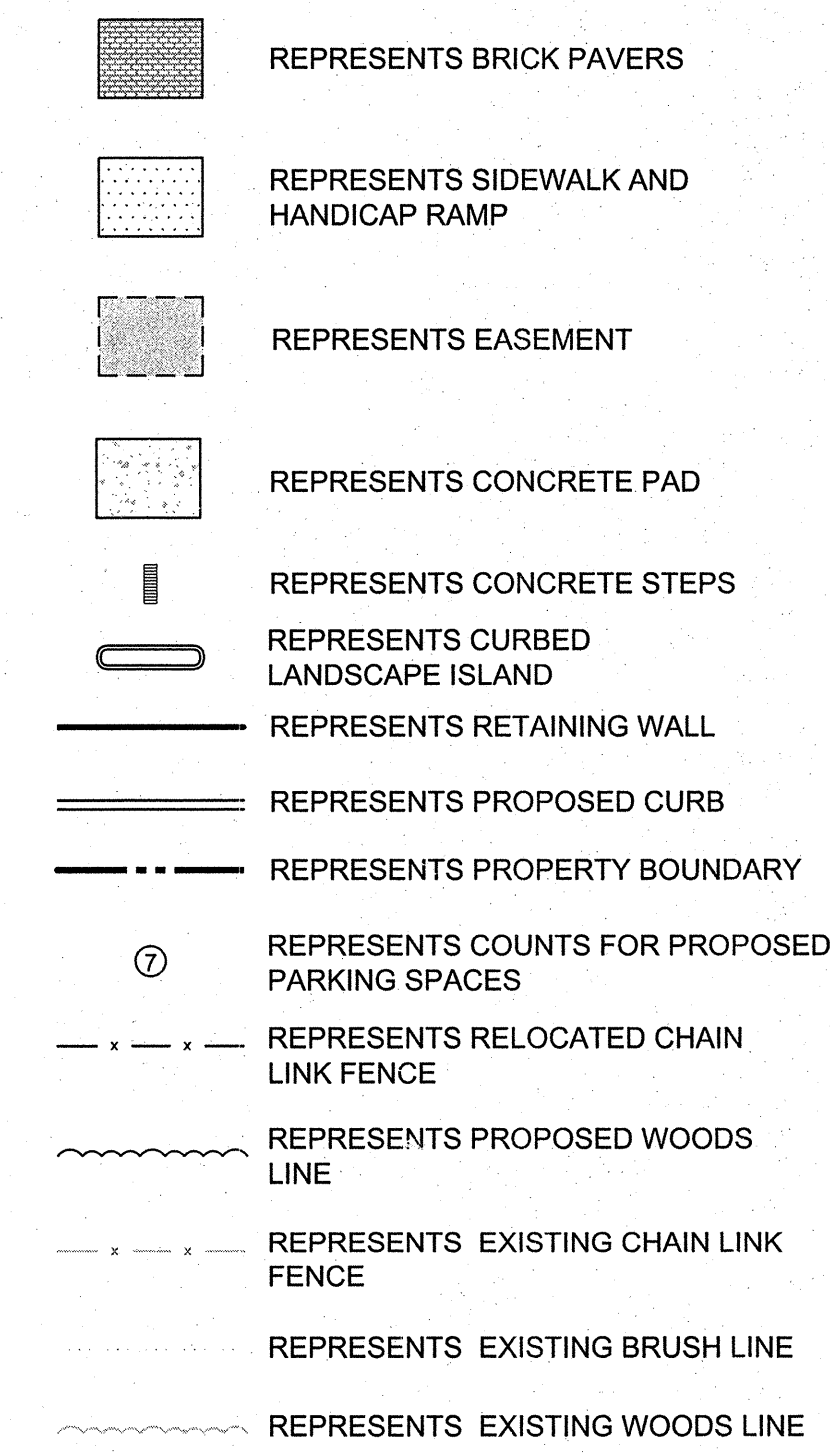 REPRESENTS BRICK PAVERS
REPRESENTS SIDEWALK AND
HANDICAP RAMP
REPRESENTS EASEMENT
REPRESENTS CONCRETE PAD
REPRESENTS CONCRETE STEPS
REPRESENTS CURBED
LANDSCAPE ISLAND
REPRESENTS RETAINING WALL
REPRESENTS PROPOSED CURB
REPRESENTS PROPERTY BOUNDARY
7 REPRESENTS COUNTS FOR PROPOSED
PARKING SPACES
x x REPRESENTS RELOCATED CHAIN
LINK FENCE
REPRESENTS PROPOSED WOODS
LINE
x x REPRESENTS EXISTING CHAIN LINK
FENCE
REPRESENTS EXISTING BRUSH LINE
REPRESENTS EXISTING WOODS LINE